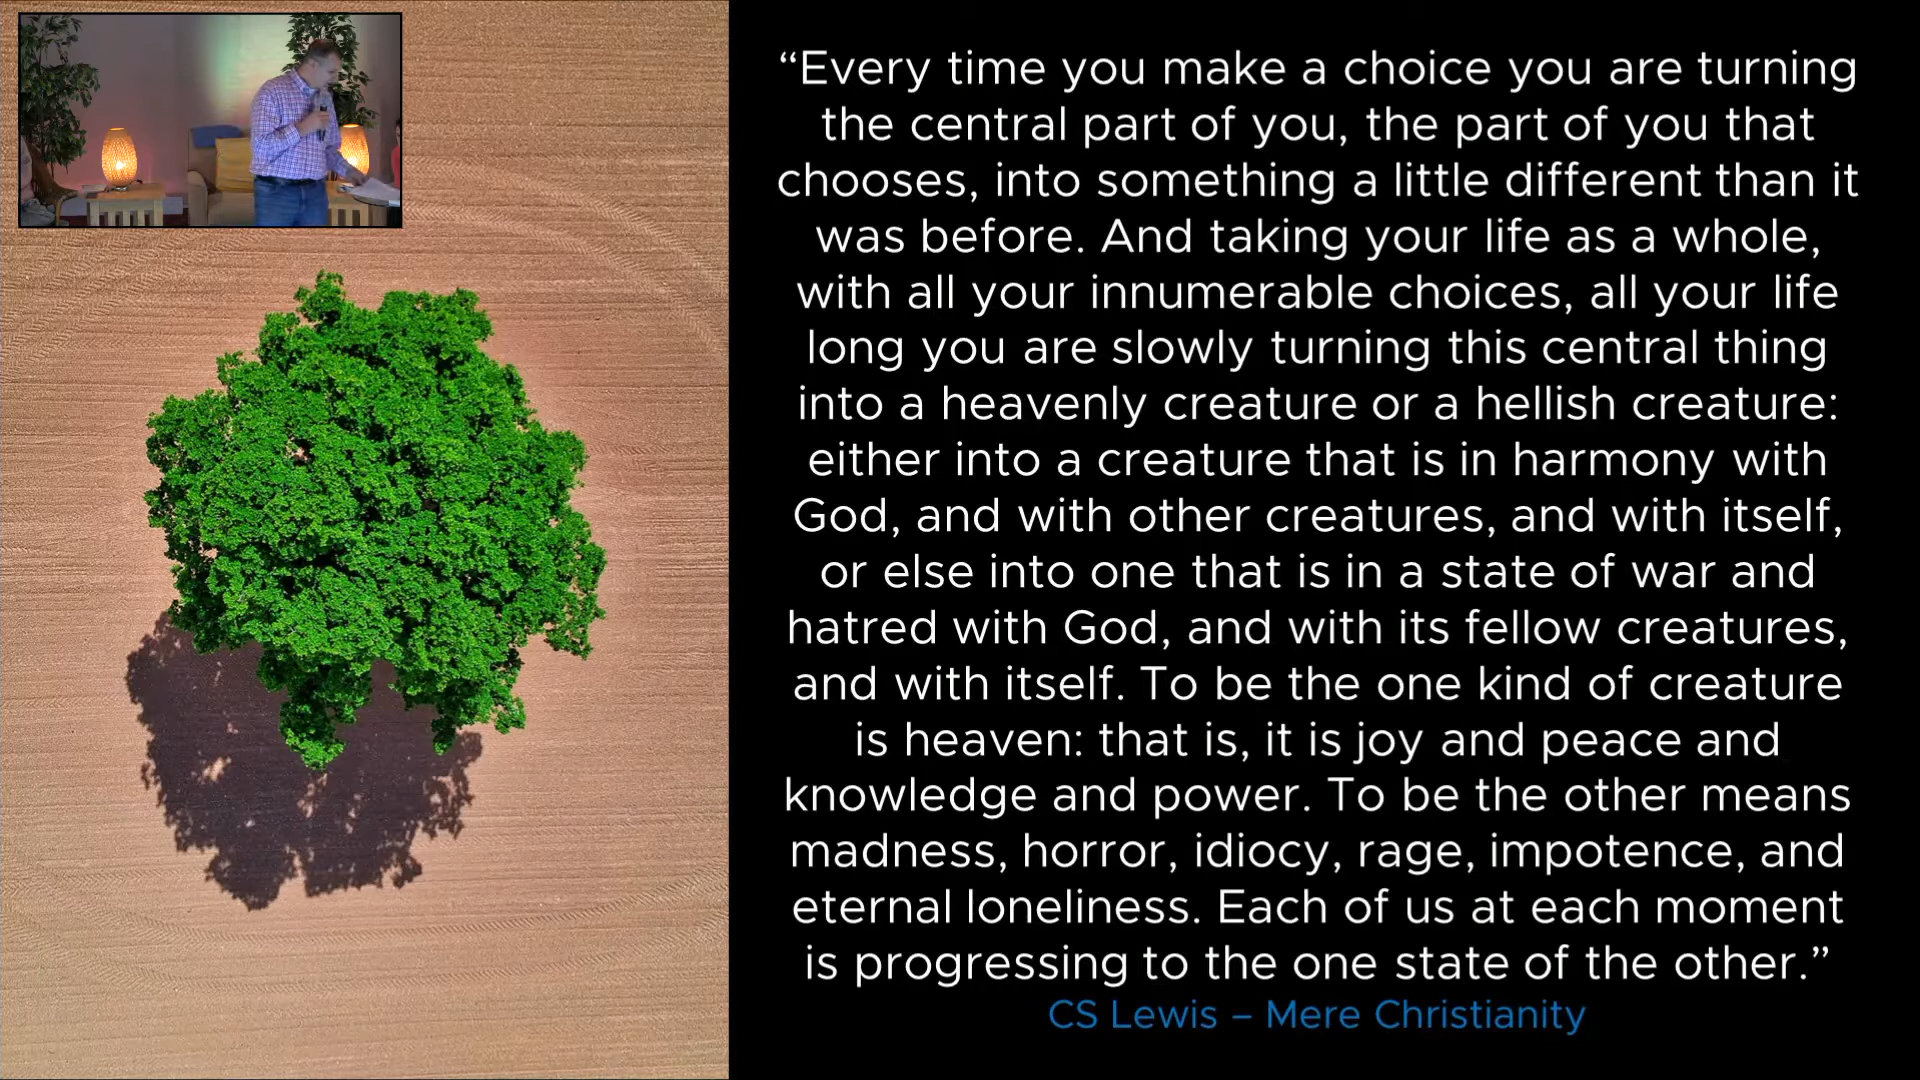 “Every time you make a choice you are turning
the central part of you, the part of you that
chooses, into something a little different than it
was before. And taking your life as a whole,
with all your innumerable choices, all your life
long you are slowly turning this central thing
into a heavenly creature or a hellish creature:
either into a creature that is in harmony with
God, and with other creatures, and with itself,
or else into one that is in a state of war and
hatred with God, and with its fellow creatures,
and with itself. To be the one kind of creature
is heaven: that is, it is joy and peace and
knowledge and power. To be the other means
madness, horror, idiocy, rage, impotence, and
eternal loneliness. Each of us at each moment
is progressing to the one state of the other.”
CS Lewis – Mere Christianity